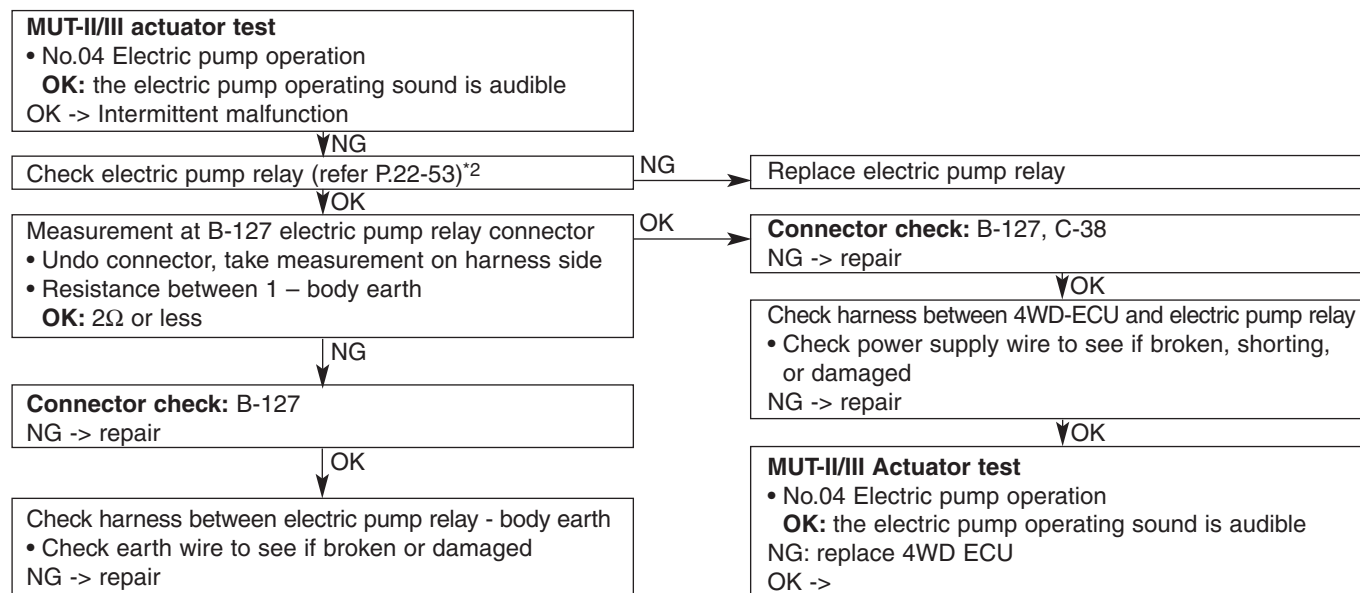 MUT-II/III actuator test
• No.04 Electric pump operation
OK: the electric pump operating sound is audible
OK -> Intermittent malfunction
NG
Check electric pump relay (refer P.22-53)*2
NG
Replace electric pump relay
OK
Measurement at B-127 electric pump relay connector
• Undo connector, take measurement on harness side
• Resistance between 1 – body earth
OK: 2Ω or less
OK
Connector check: B-127, C-38
NG -> repair
OK
Check harness between 4WD-ECU and electric pump relay
• Check power supply wire to see if broken, shorting,
or damaged
NG -> repair
OK
MUT-II/III Actuator test
• No.04 Electric pump operation
OK: the electric pump operating sound is audible
NG: replace 4WD ECU
OK ->
NG
Connector check: B-127
NG -> repair
OK
Check harness between electric pump relay - body earth
• Check earth wire to see if broken or damaged
NG -> repair